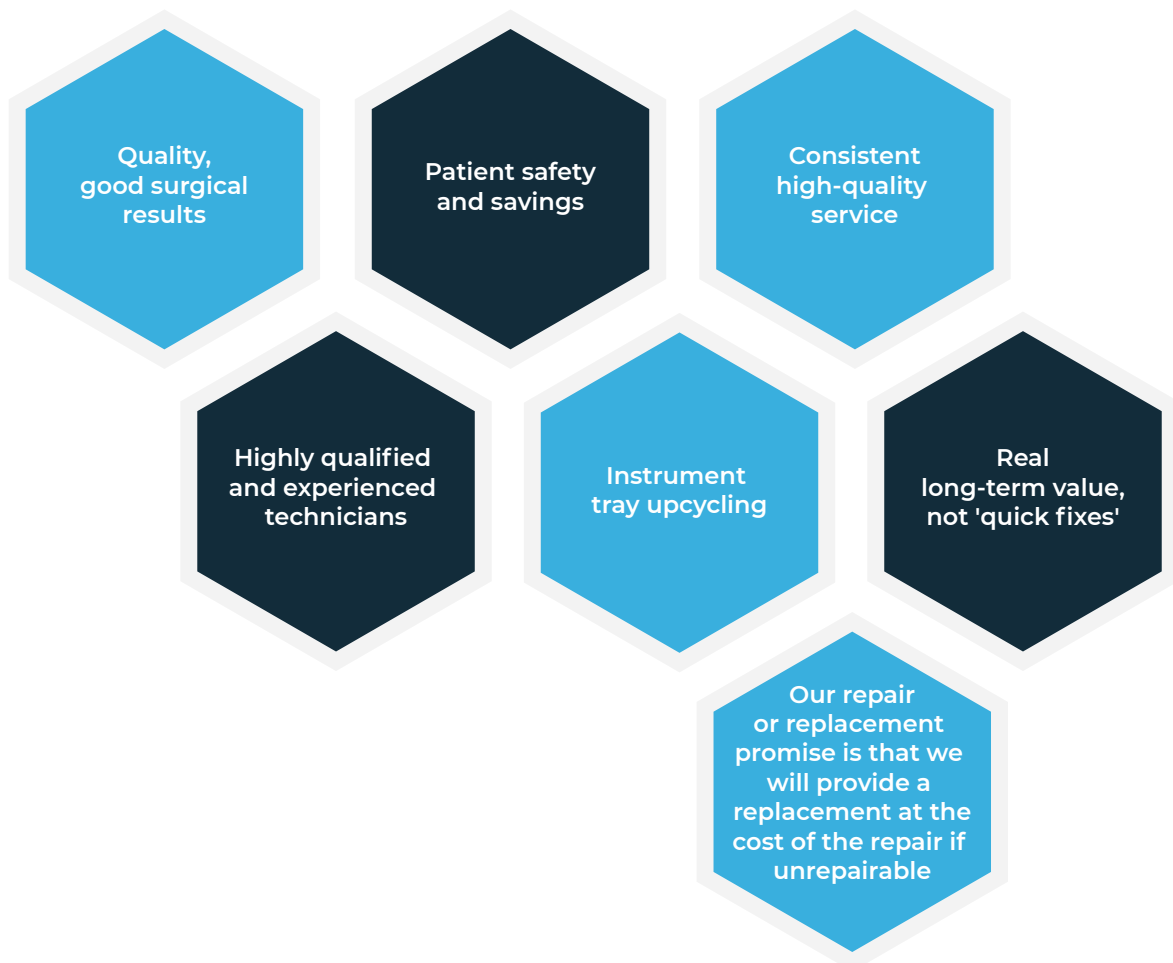 Quality,
good surgical
results
Patient safety
and savings
Consistent
high-quality
service
Highly qualified
and experienced
technicians
Instrument
tray upcycling
Real
long-term value,
not 'quick fixes'
Our repair
or replacement
promise is that we
will provide a
replacement at the
cost of the repair if
unrepairable